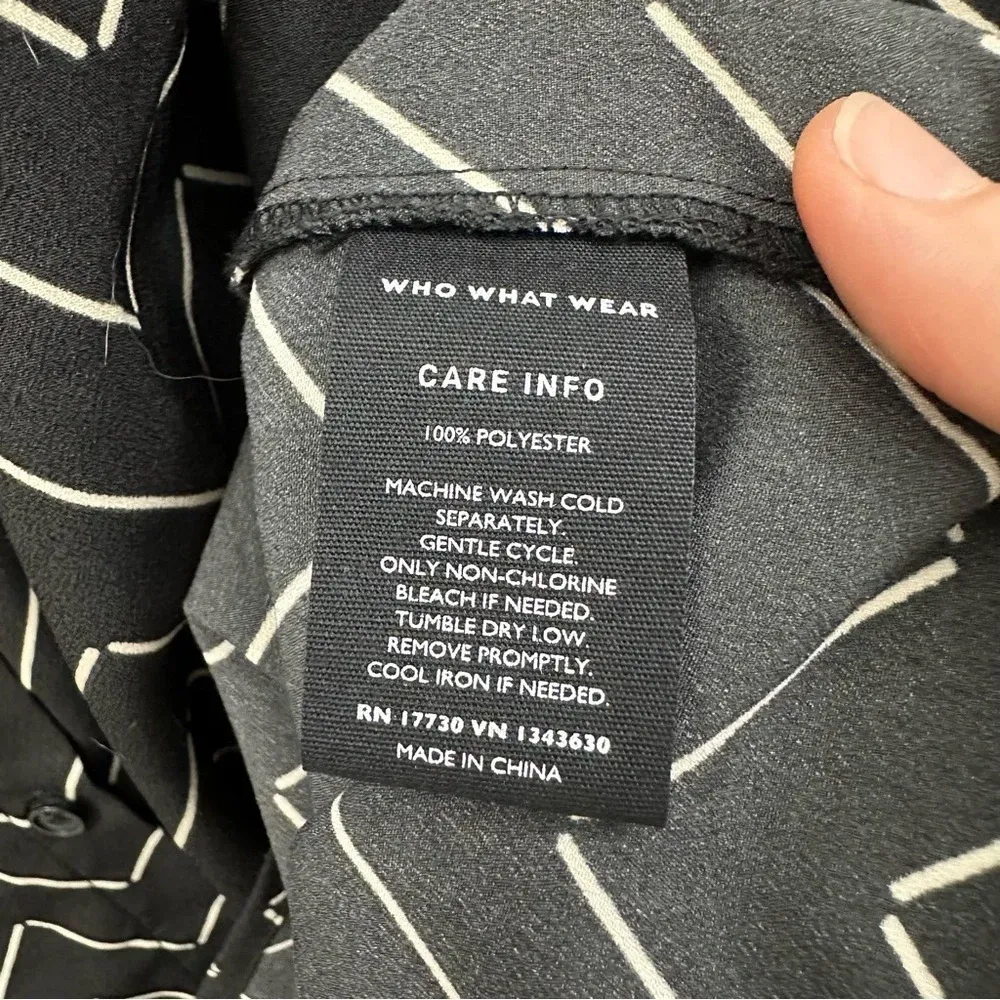 WHO WHAT WEAR
CARE INFO
100% POLYESTER
MACHINE WASH COLD
SEPARATELY.
GENTLE CYCLE.
ONLY NON-CHLORINE
BLEACH IF NEEDED.
TUMBLE DRY LOW.
REMOVE PROMPTLY.
COOL IRON IF NEEDED.
RN 17730 VN 1343630
MADE IN CHINA